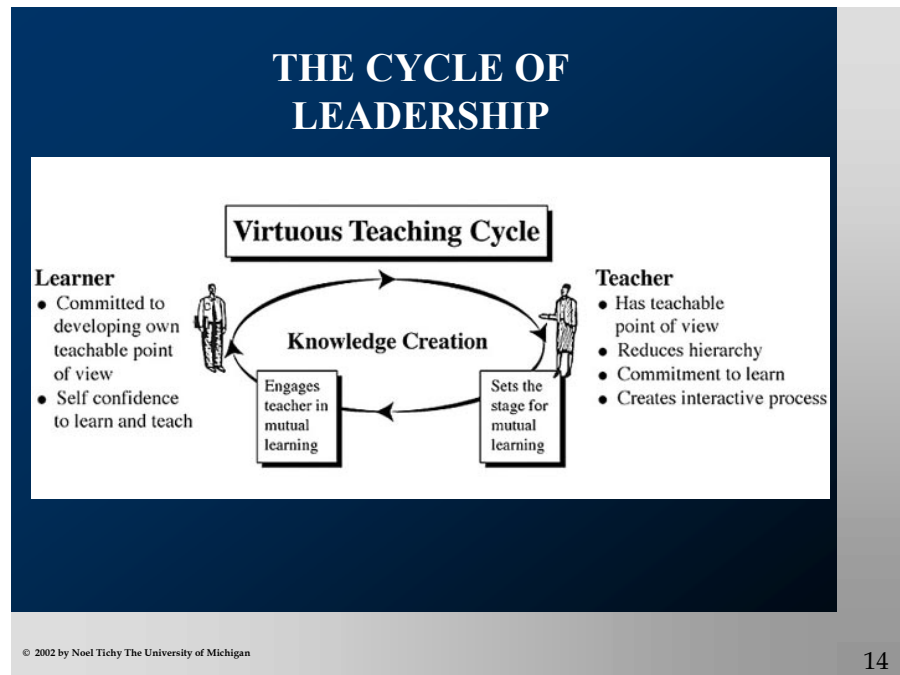 THE CYCLE OF
LEADERSHIP
Virtuous Teaching Cycle
Learner
● Committed to
developing own
teachable point
of view
● Self confidence
to learn and teach
Knowledge Creation
Engages
teacher in
mutual
learning
Sets the
stage for
mutual
learning
Teacher
● Has teachable
point of view
● Reduces hierarchy
● Commitment to learn
● Creates interactive process
© 2002 by Noel Tichy The University of Michigan
14